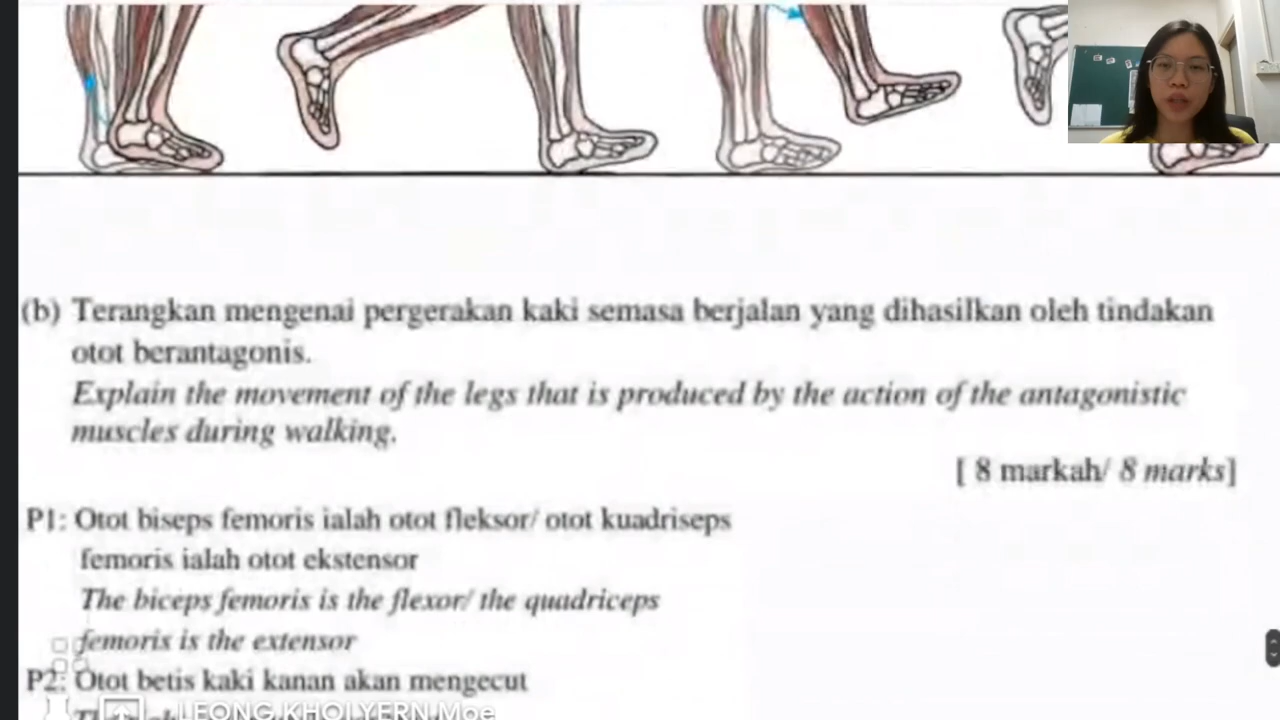 (b) Terangkan mengenai pergerakan kaki semasa berjalan yang dihasilkan oleh tindakan
otot berantagonis.
Explain the movement of the legs that is produced by the action of the antagonistic
muscles during walking.
[ 8 markah/ 8 marks]
P1: Otot biseps femoris ialah otot fleksor/ otot kuadriseps
femoris ialah otot ekstensor
The biceps femoris is the flexor/ the quadriceps
femoris is the extensor
P2: Otot betis kaki kanan akan mengecut
LEONG KHOLYERN Moe